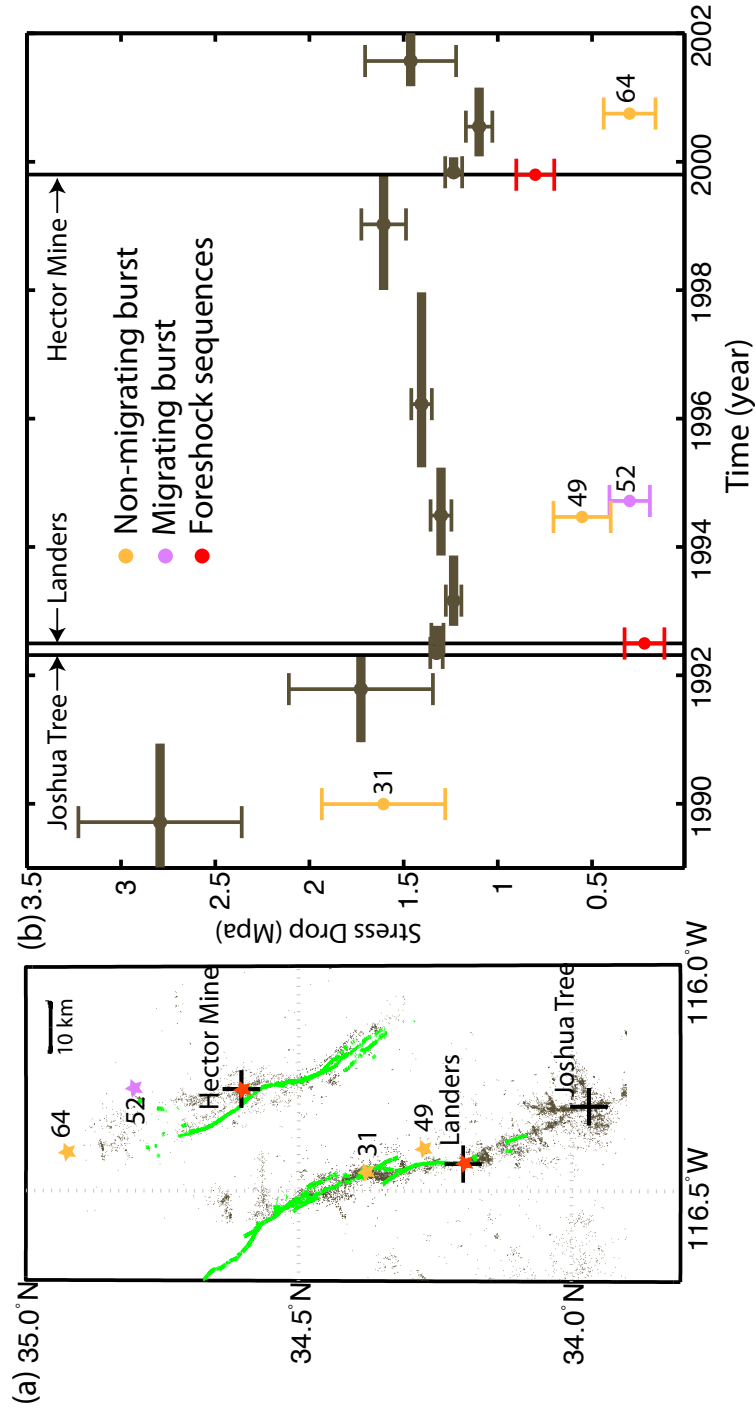 (a)
35.0°N
34.5°N
34.0°N
116.5°W
116.0°W
10 km
64
52
Hector Mine
31
49
Landers
Joshua Tree
(b)
3.5
3
2.5
2
1.5
1
0.5
Stress Drop (Mpa)
Joshua Tree
Landers
Hector Mine
Non-migrating burst
Migrating burst
Foreshock sequences
31
49
52
64
1990
1992
1994
1996
1998
2000
2002
Time (year)